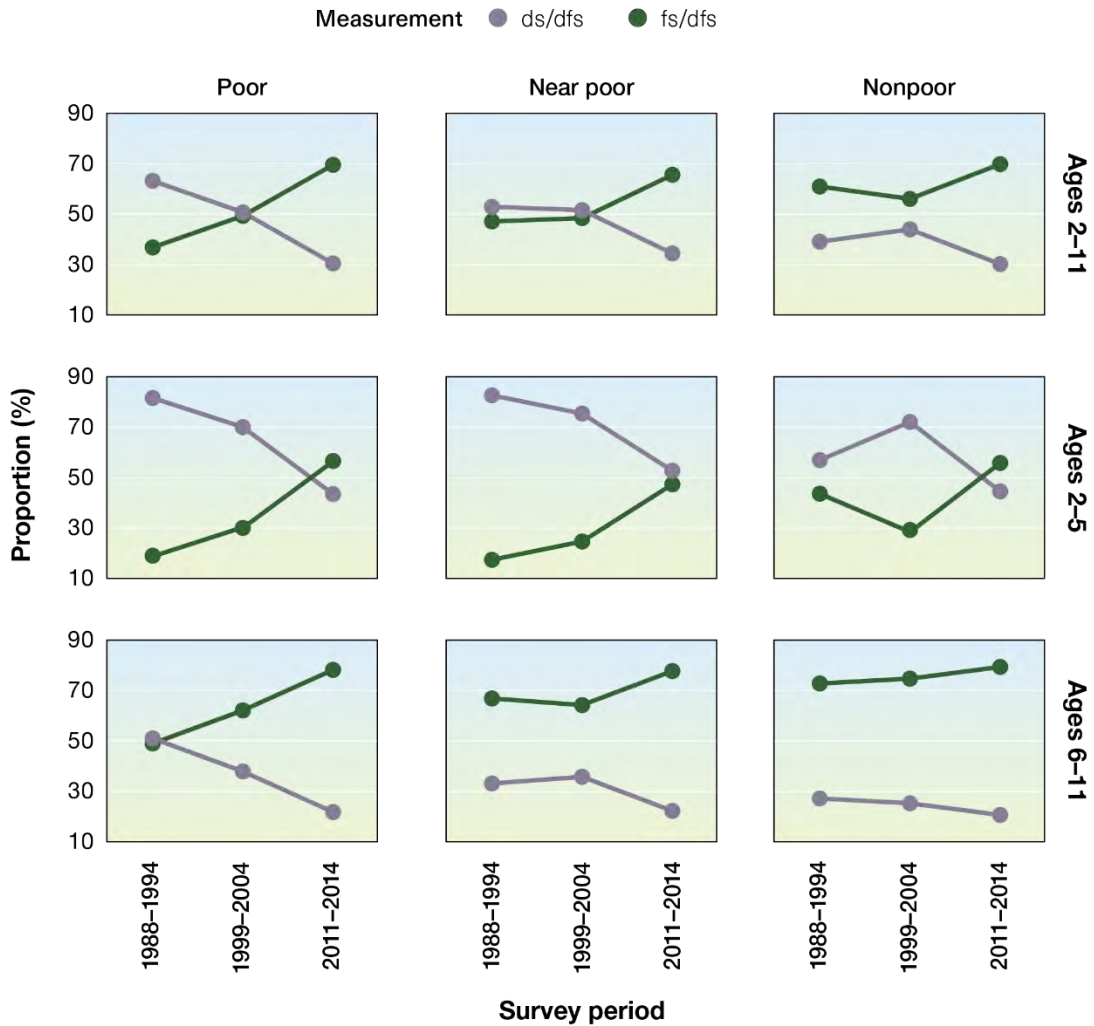 Measurement ds/dfs fs/dfs
Poor Near poor Nonpoor
90
70
50
30
10
Ages 2–11
90
70
50
30
10
Ages 2–5
Proportion (%)
90
70
50
30
10
Ages 6–11
1988–1994 1999–2004 2011–2014 1988–1994 1999–2004 2011–2014 1988–1994 1999–2004 2011–2014
Survey period